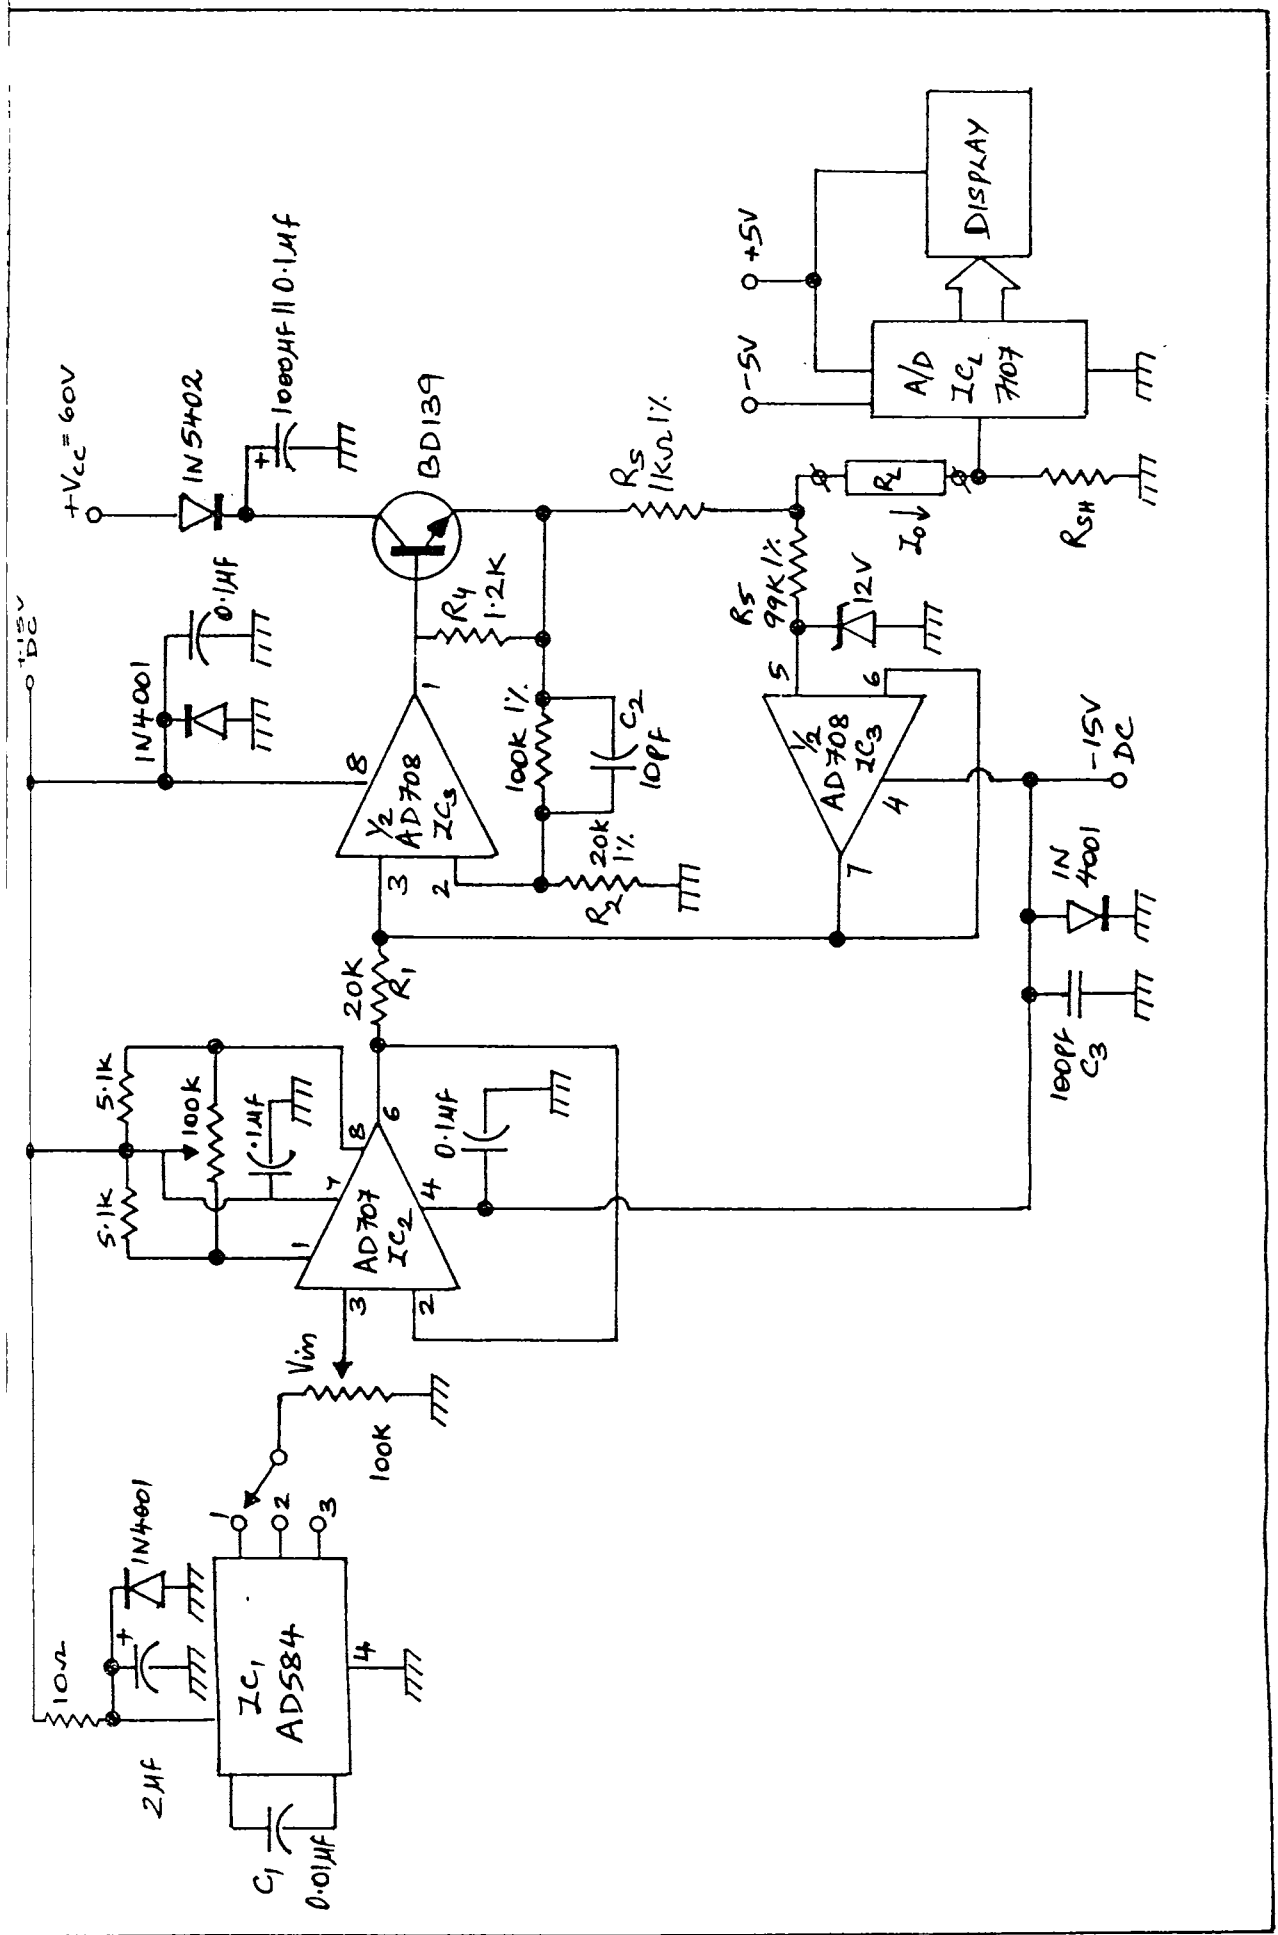 +15V
DC
10Ω
2µF
+
1N4001
C1
0.01µF
IC1
AD584
4
1
2
3
100K
Vin
5.1K
5.1K
100K
.1µF
1
7
8
3
2
AD707
IC2
6
4
0.1µF
20K
R1
1N4001
0.1µF
8
3
2
1/2
AD708
IC3
1
R4
1.2K
100K 1%
C2
10PF
20K
1%
R2
+Vcc = 60V
1N5402
+
1000µf || 0.1µf
BD139
RS
1KΩ 1%
R5
99K 1%
12V
5
6
1/2
AD708
IC3
7
4
-15V
DC
1N
4001
100PF
C3
RL
Io
RSH
-5V
+5V
A/D
ICL
7107
DISPLAY